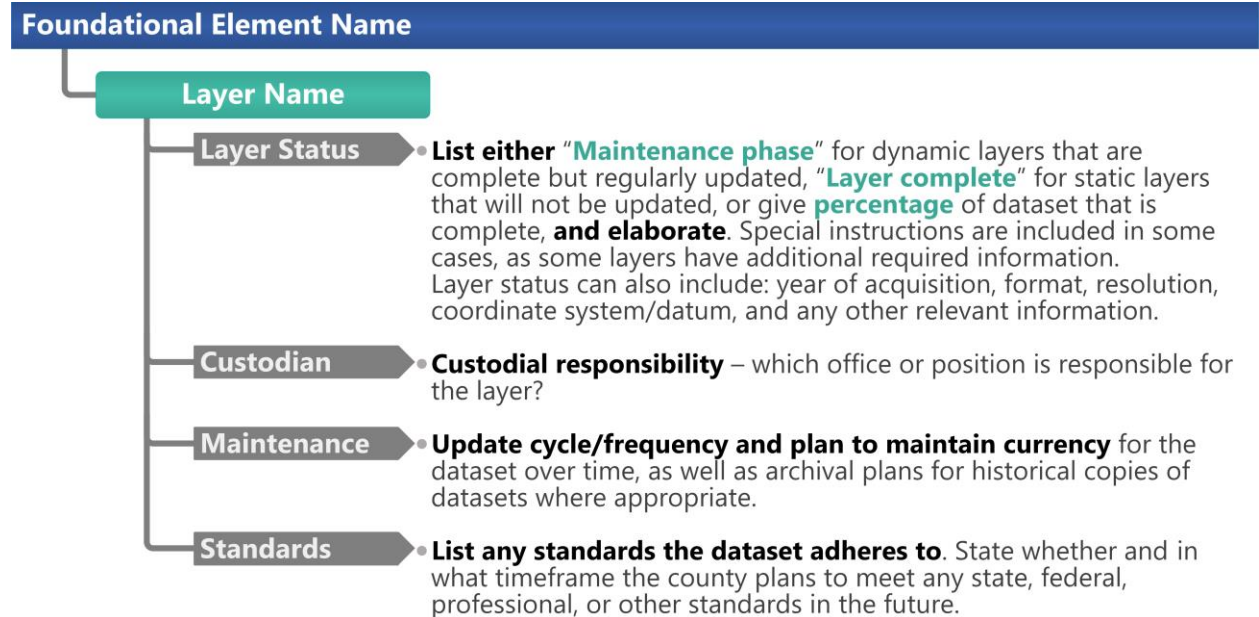 Foundational Element Name
Layer Name
Layer Status
List either “Maintenance phase” for dynamic layers that are
complete but regularly updated, “Layer complete” for static layers
that will not be updated, or give percentage of dataset that is
complete, and elaborate. Special instructions are included in some
cases, as some layers have additional required information.
Layer status can also include: year of acquisition, format, resolution,
coordinate system/datum, and any other relevant information.
Custodian
Custodial responsibility – which office or position is responsible for
the layer?
Maintenance
Update cycle/frequency and plan to maintain currency for the
dataset over time, as well as archival plans for historical copies of
datasets where appropriate.
Standards
List any standards the dataset adheres to. State whether and in
what timeframe the county plans to meet any state, federal,
professional, or other standards in the future.